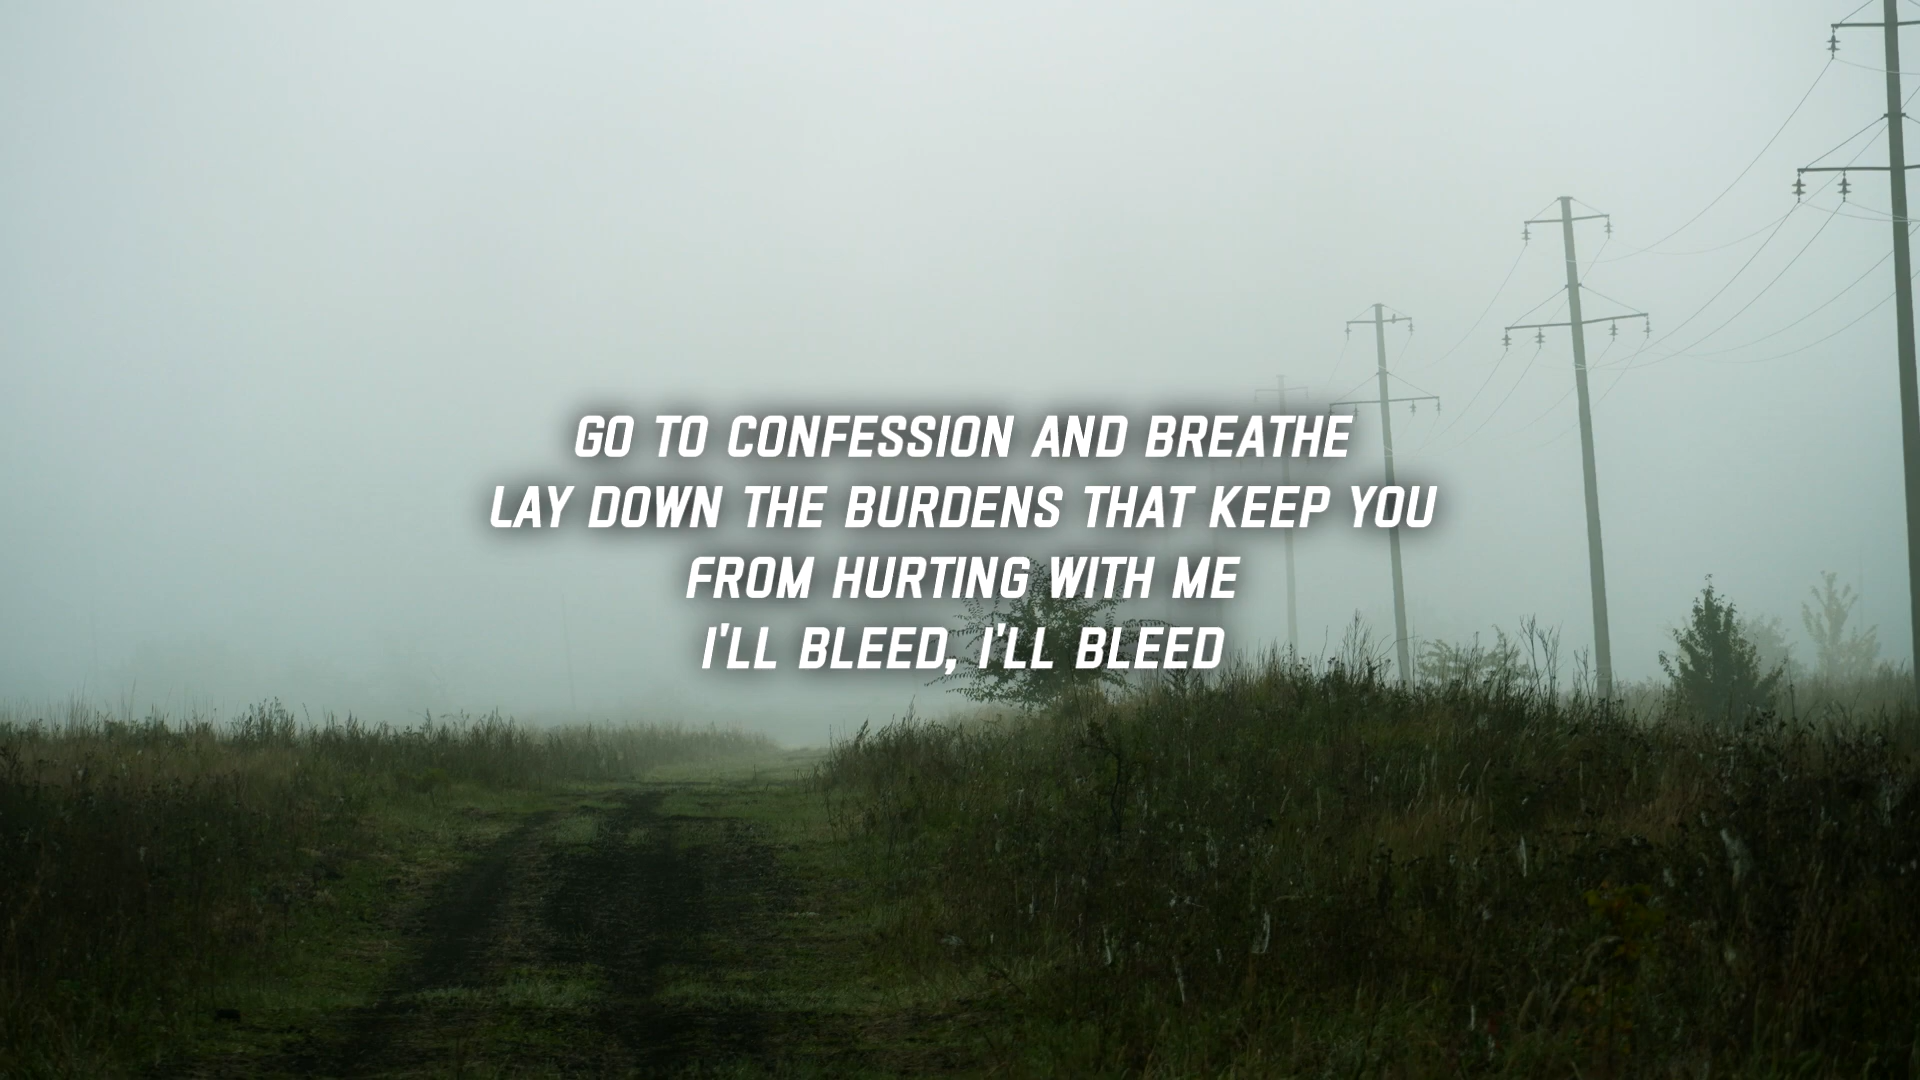 GO TO CONFESSION AND BREATHE
LAY DOWN THE BURDENS THAT KEEP YOU
FROM HURTING WITH ME
I'LL BLEED, I'LL BLEED